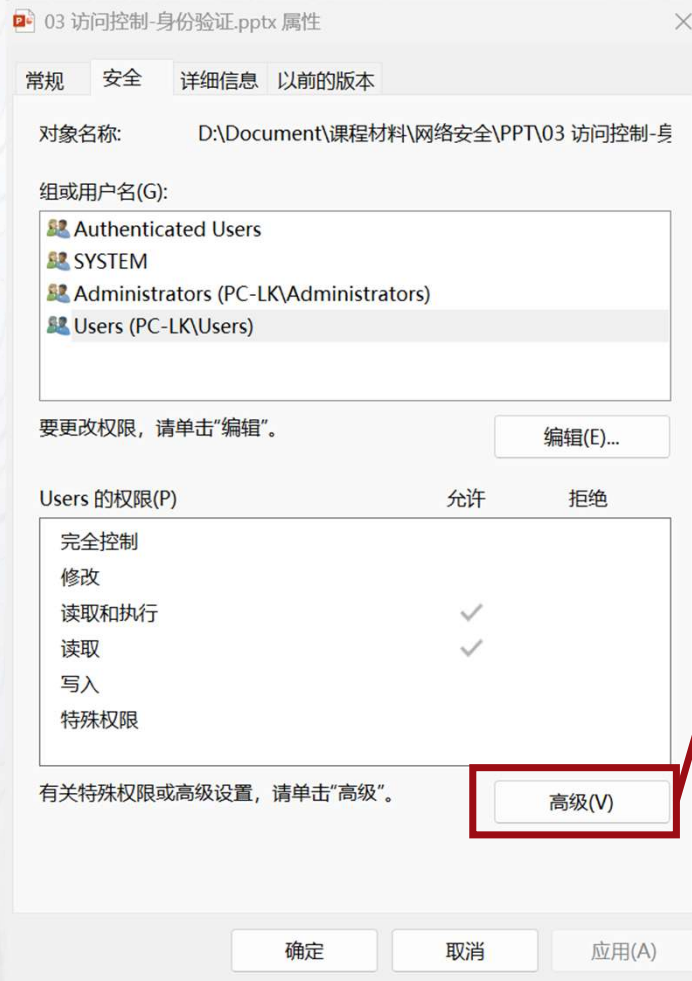 03 访问控制-身份验证.pptx 属性
常规 安全 详细信息 以前的版本
对象名称: D:\Document\课程材料\网络安全\PPT\03 访问控制-身
组或用户名(G):
Authenticated Users
SYSTEM
Administrators (PC-LK\Administrators)
Users (PC-LK\Users)
要更改权限，请单击“编辑”。 编辑(E)...
Users 的权限(P) 允许 拒绝
完全控制
修改
读取和执行
读取
写入
特殊权限
有关特殊权限或高级设置，请单击“高级”。 高级(V)
确定 取消 应用(A)